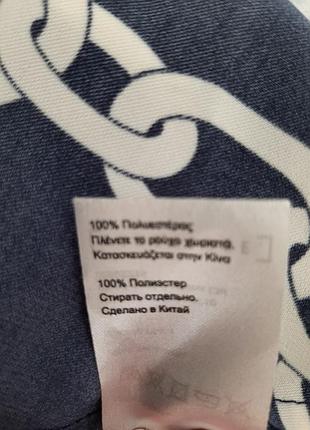 100% Πολυεστέρας
Πλένετε το ρούχο χωριστά.
Κατασκευάζεται στην Κίνα
100% Полиэстер
Стирать отдельно.
Сделано в Китай